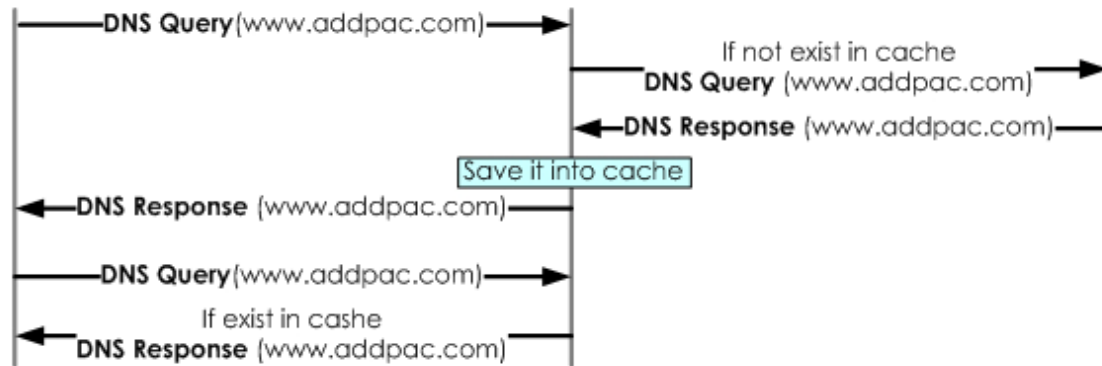 DNS Query(www.addpac.com)
If not exist in cache
DNS Query (www.addpac.com)
DNS Response (www.addpac.com)
Save it into cache
DNS Response (www.addpac.com)
DNS Query(www.addpac.com)
If exist in cashe
DNS Response (www.addpac.com)